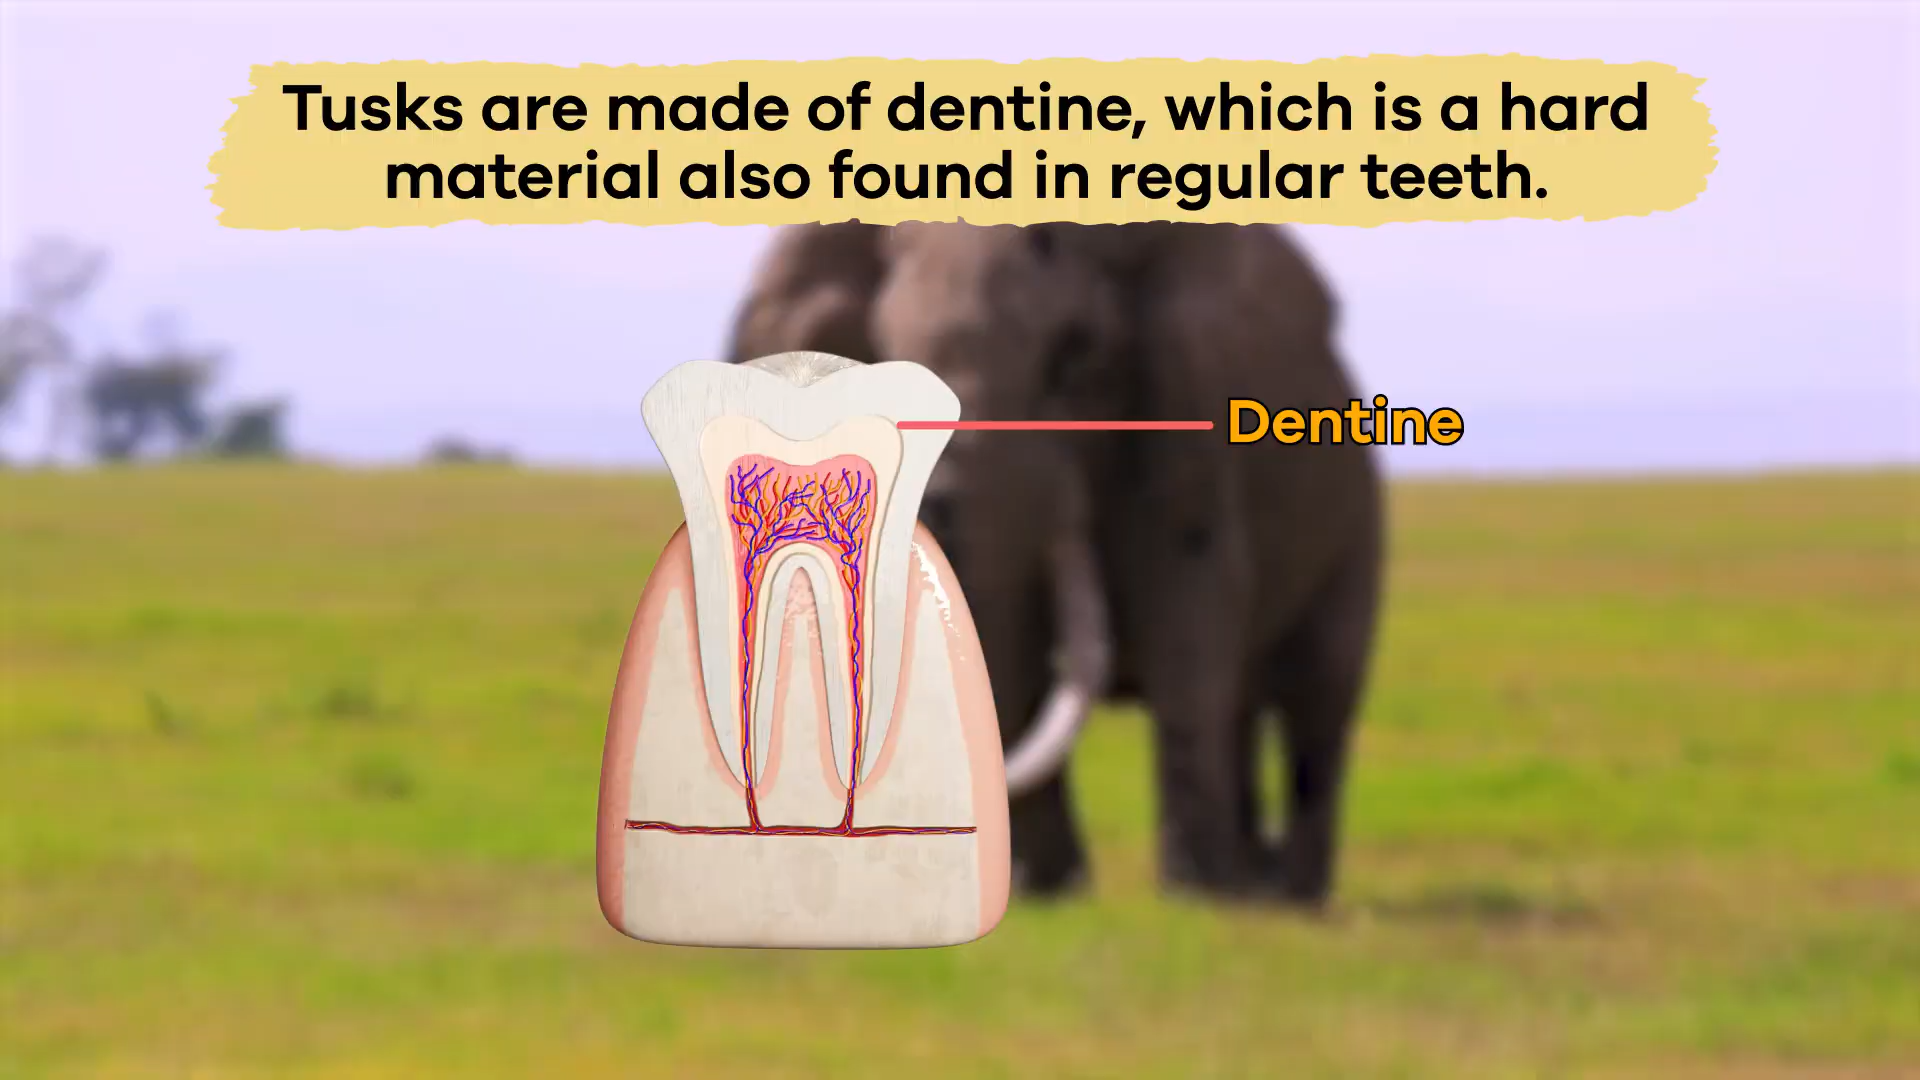 Tusks are made of dentine, which is a hard
material also found in regular teeth.
Dentine